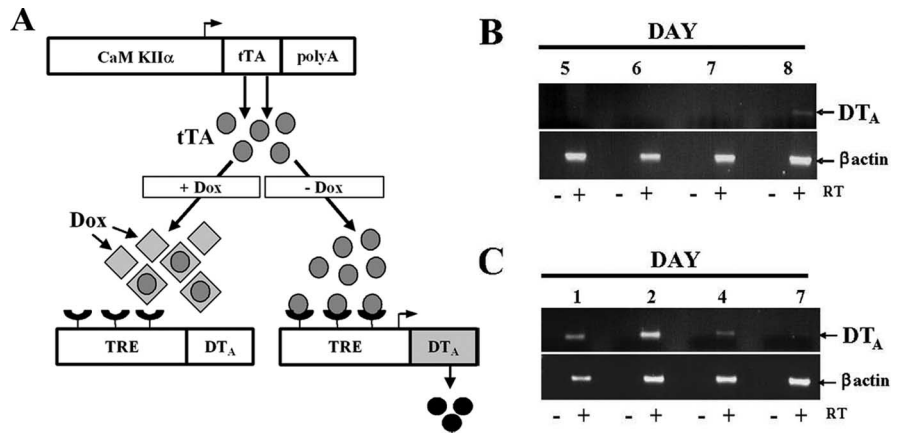 A
CaM KIIα tTA polyA
tTA
+ Dox - Dox
Dox
TRE DTA TRE DTA
B
DAY
5 6 7 8
DTA
βactin
- + - + - + - + RT
C
DAY
1 2 4 7
DTA
βactin
- + - + - + - + RT